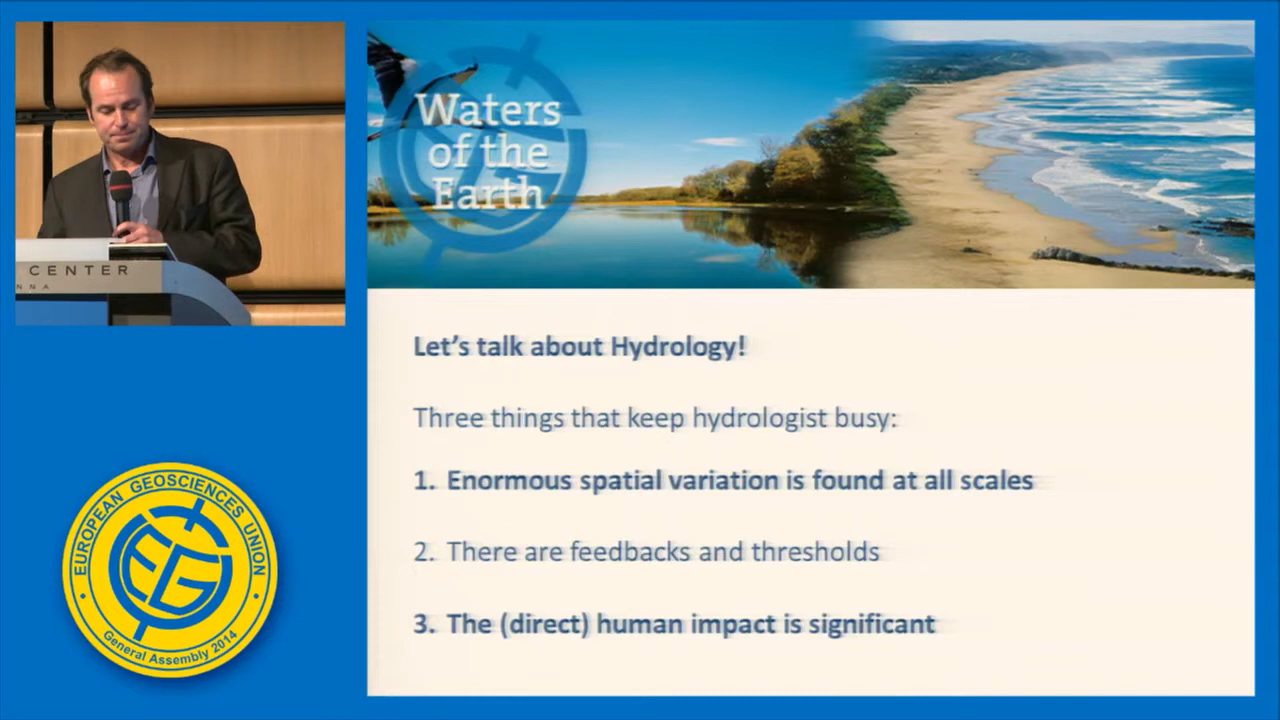 CENTER
N N A
Waters
of the
Earth
Let's talk about Hydrology!
Three things that keep hydrologist busy:
1. Enormous spatial variation is found at all scales
2. There are feedbacks and thresholds
3. The (direct) human impact is significant
EUROPEAN GEOSCIENCES UNION
EGU
General Assembly 2014